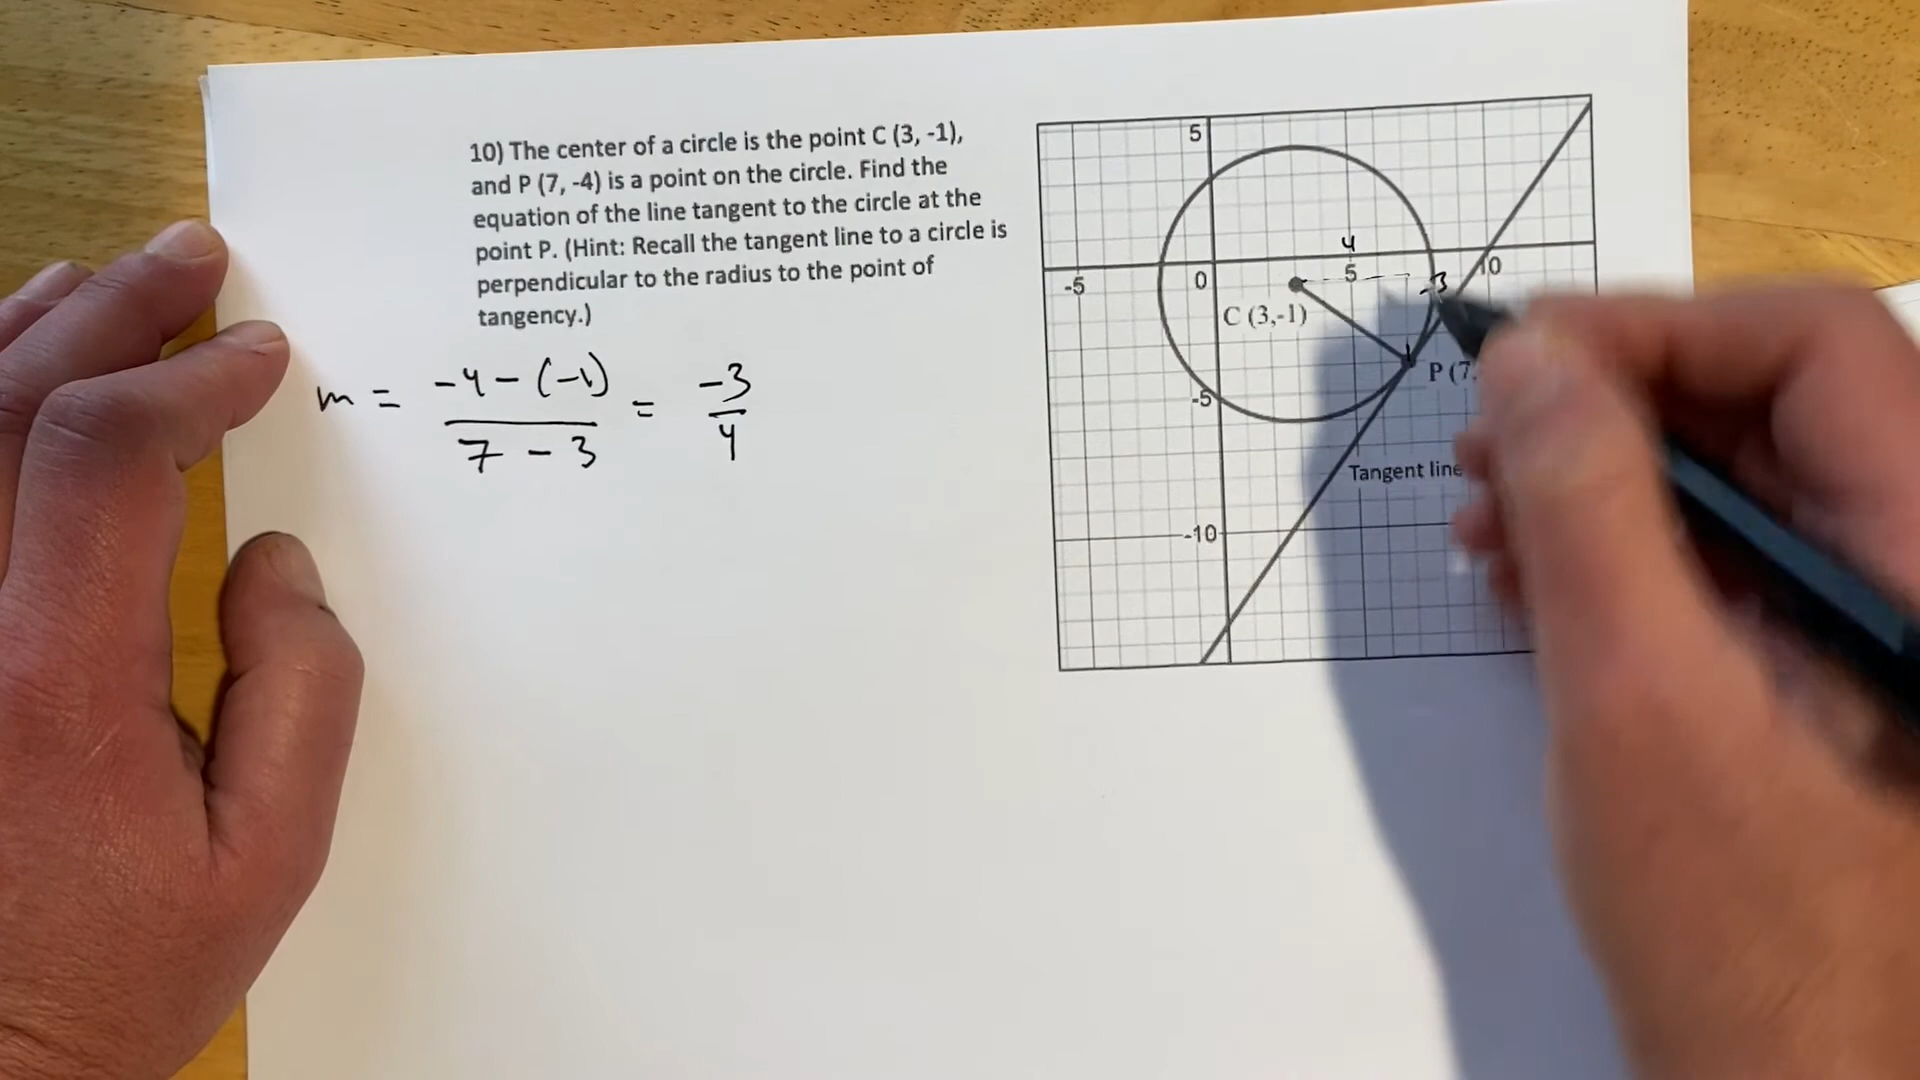 10) The center of a circle is the point C (3, -1),
and P (7, -4) is a point on the circle. Find the
equation of the line tangent to the circle at the
point P. (Hint: Recall the tangent line to a circle is
perpendicular to the radius to the point of
tangency.)
m = -4 - (-1) / 7 - 3 = -3 / 4
5
4
-5 0 5 10
-3
C (3,-1)
P (7,
-5
Tangent line
-10